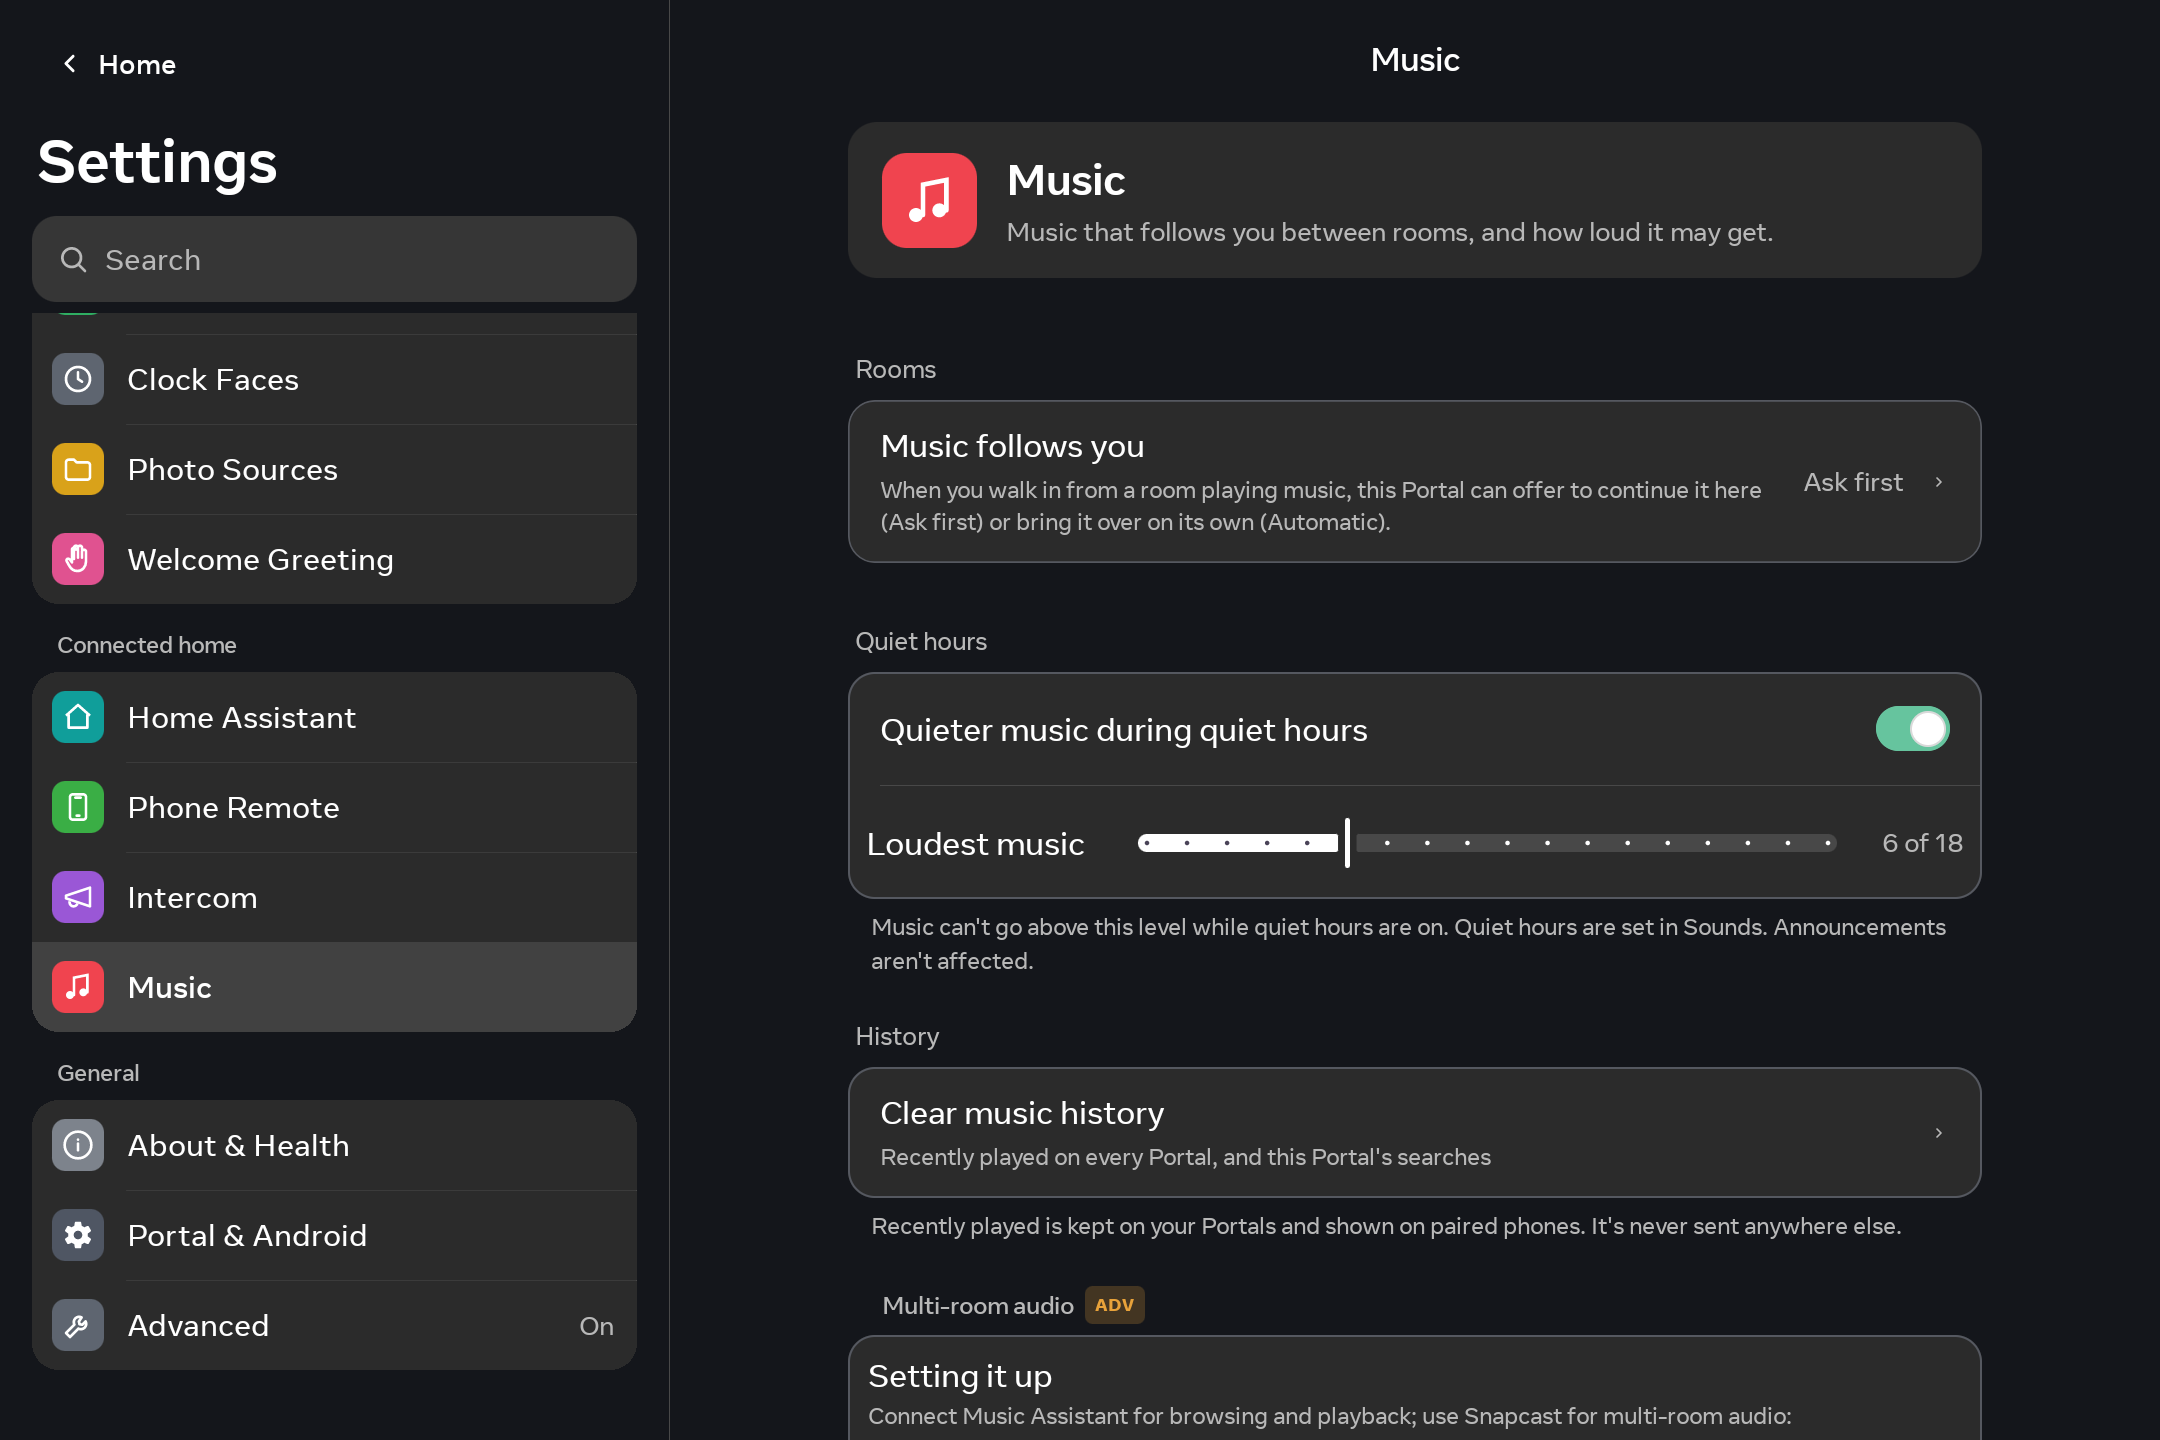 Home
Settings
Search
Clock Faces
Photo Sources
Welcome Greeting
Connected home
Home Assistant
Phone Remote
Intercom
Music
General
About & Health
Portal & Android
Advanced On
Music
Music
Music that follows you between rooms, and how loud it may get.
Rooms
Music follows you
When you walk in from a room playing music, this Portal can offer to continue it here
(Ask first) or bring it over on its own (Automatic).
Ask first
Quiet hours
Quieter music during quiet hours
Loudest music 6 of 18
Music can't go above this level while quiet hours are on. Quiet hours are set in Sounds. Announcements
aren't affected.
History
Clear music history
Recently played on every Portal, and this Portal's searches
Recently played is kept on your Portals and shown on paired phones. It's never sent anywhere else.
Multi-room audio ADV
Setting it up
Connect Music Assistant for browsing and playback; use Snapcast for multi-room audio: